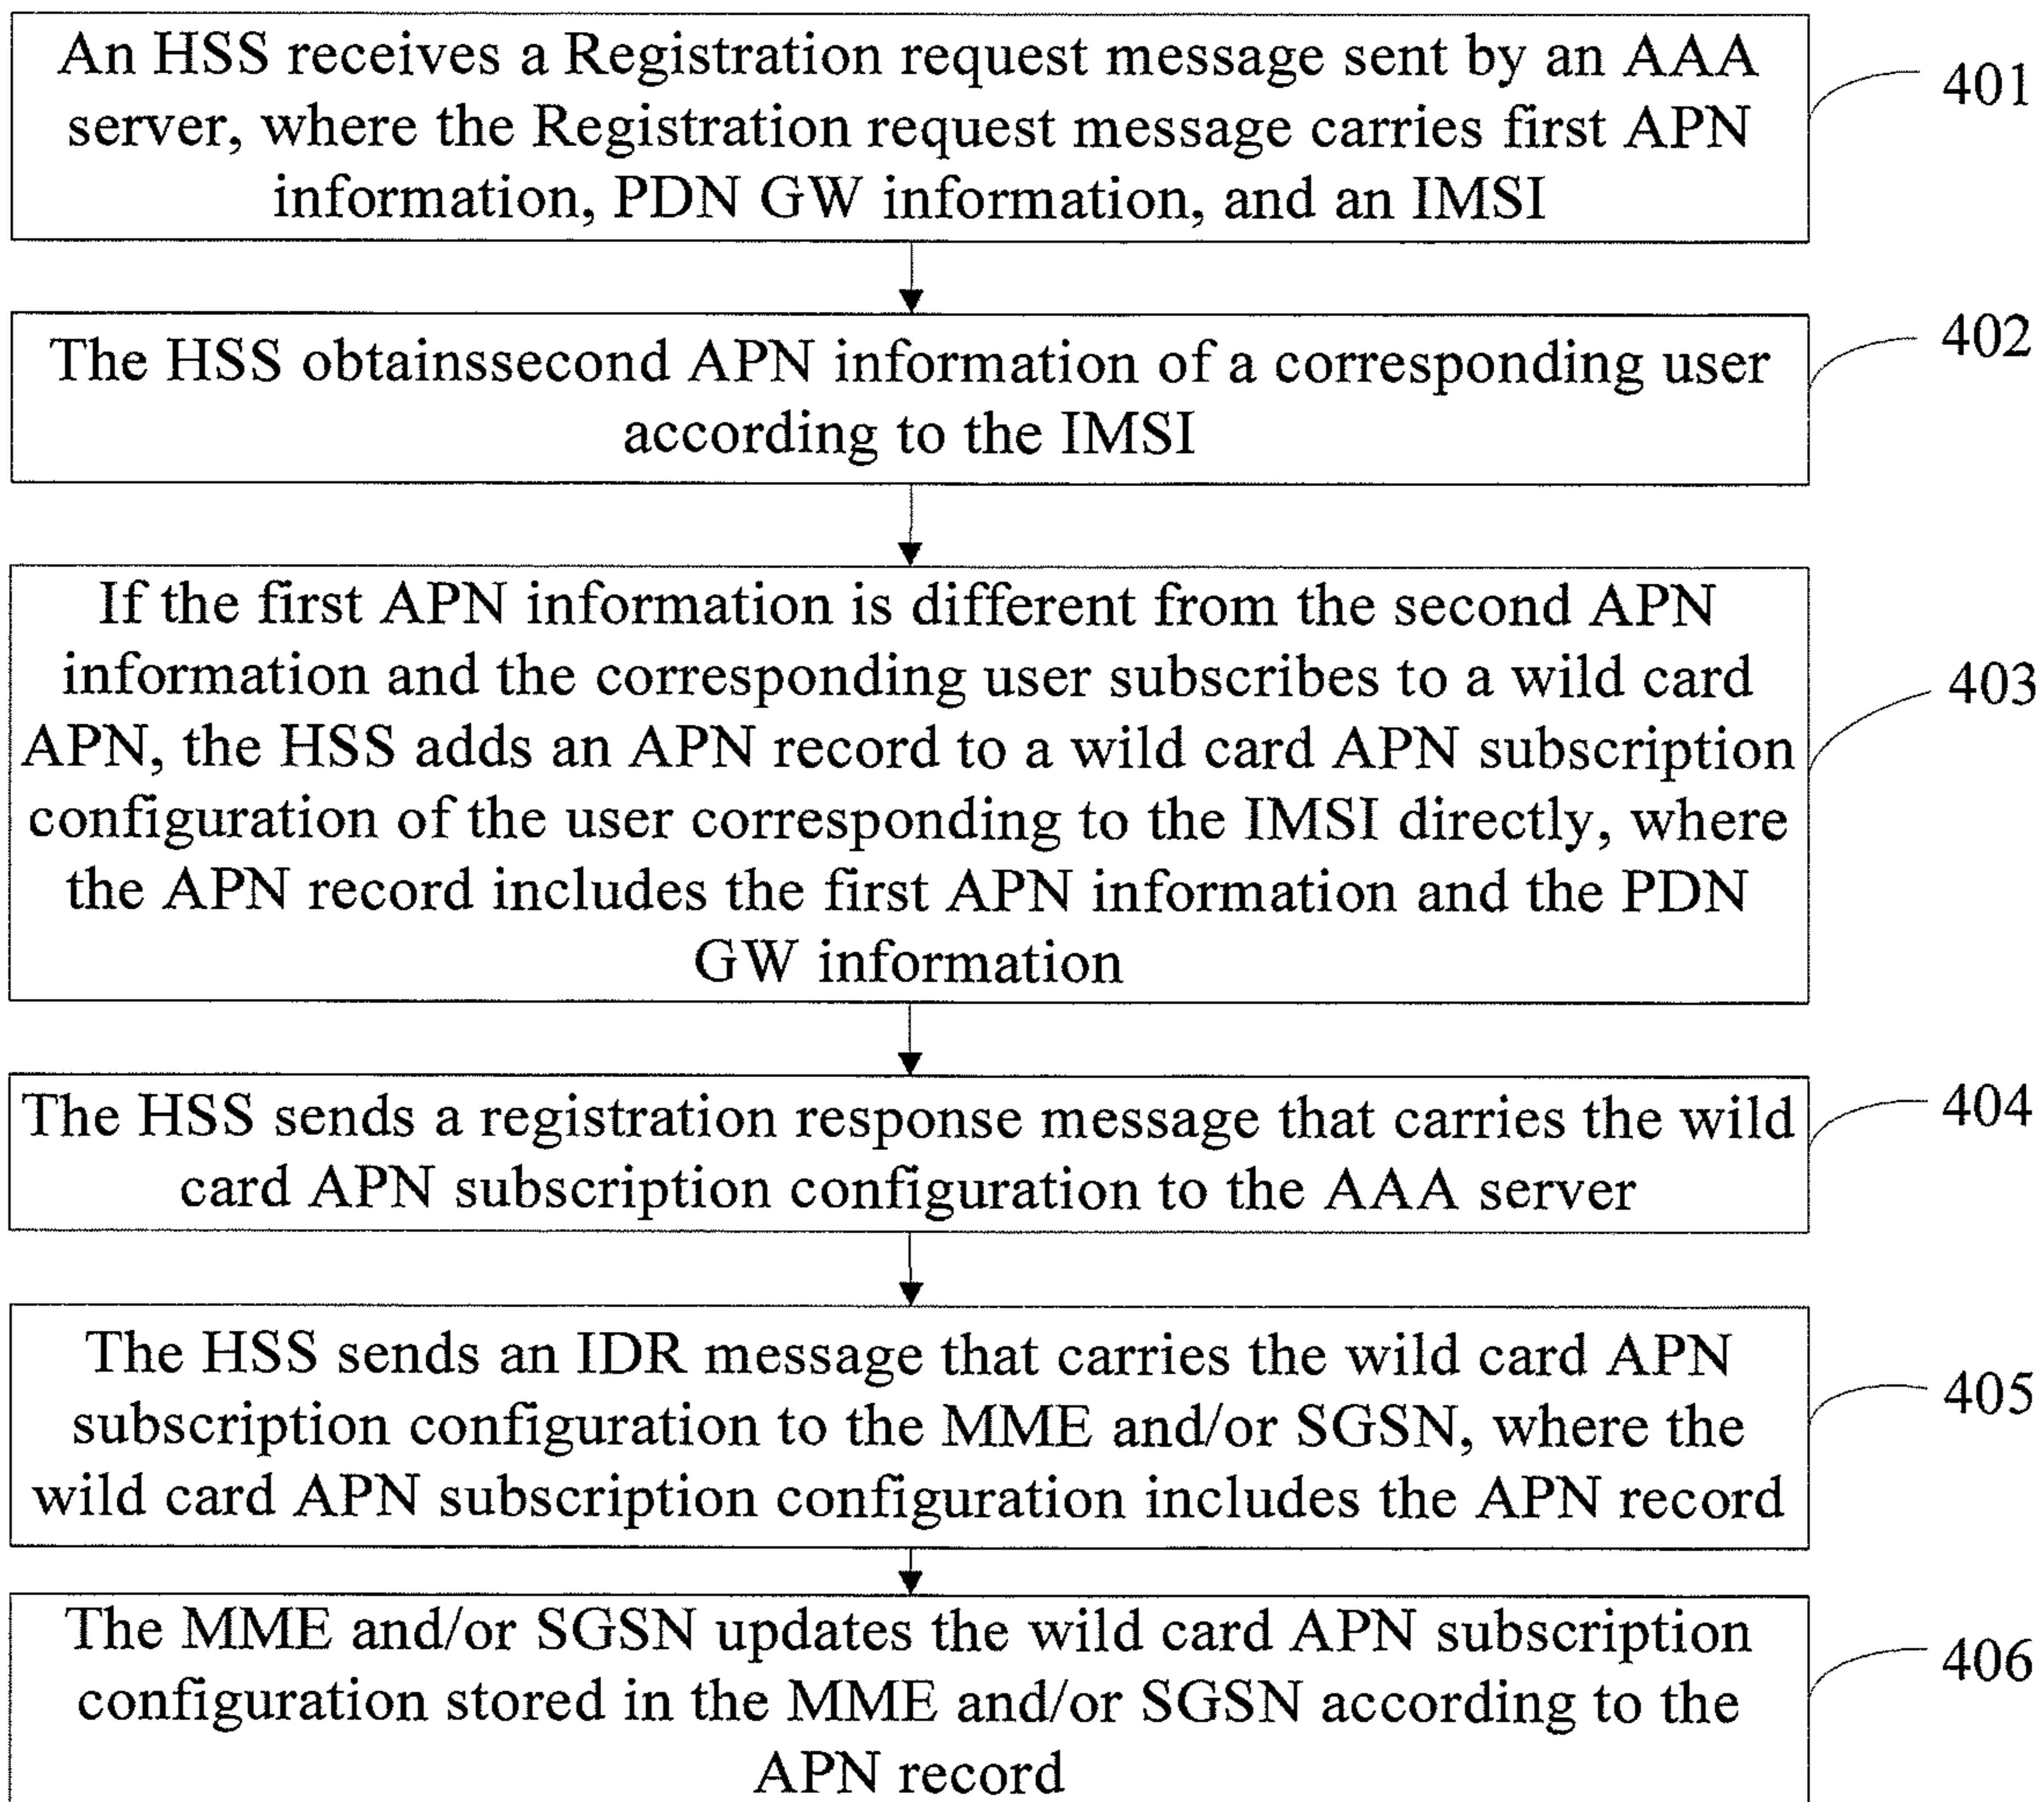 An HSS receives a Registration request message sent by an AAA
server, where the Registration request message carries first APN
information, PDN GW information, and an IMSI
401
The HSS obtainssecond APN information of a corresponding user
according to the IMSI
402
If the first APN information is different from the second APN
information and the corresponding user subscribes to a wild card
APN, the HSS adds an APN record to a wild card APN subscription
configuration of the user corresponding to the IMSI directly, where
the APN record includes the first APN information and the PDN
GW information
403
The HSS sends a registration response message that carries the wild
card APN subscription configuration to the AAA server
404
The HSS sends an IDR message that carries the wild card APN
subscription configuration to the MME and/or SGSN, where the
wild card APN subscription configuration includes the APN record
405
The MME and/or SGSN updates the wild card APN subscription
configuration stored in the MME and/or SGSN according to the
APN record
406